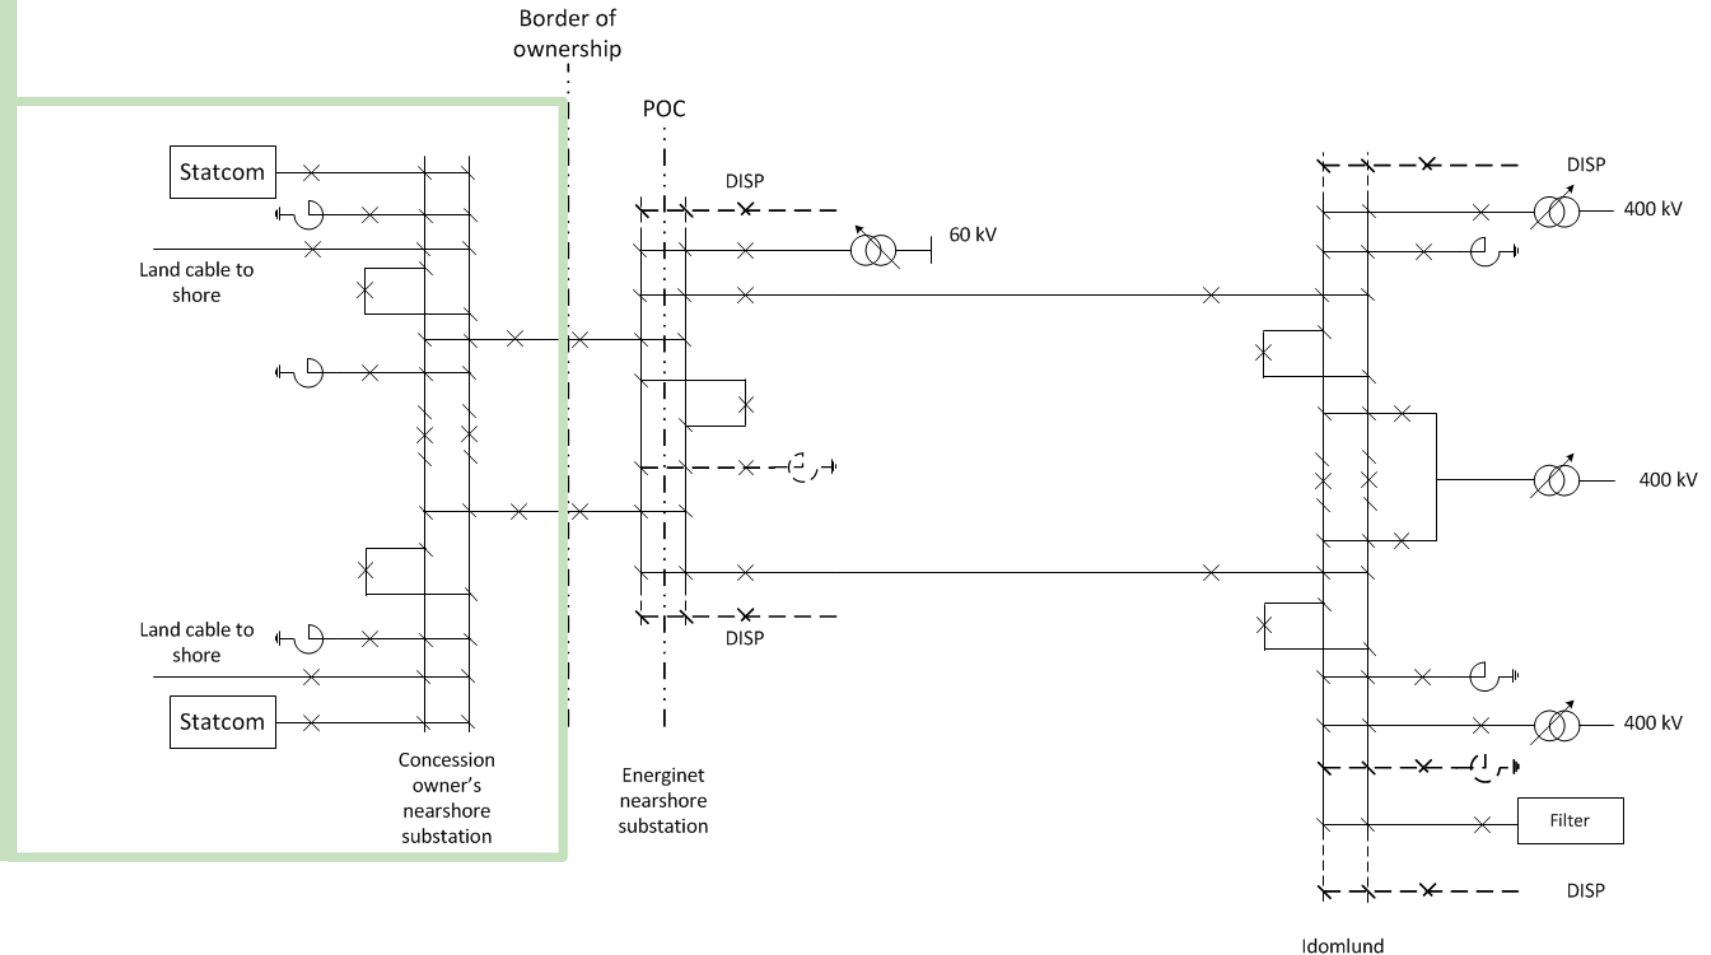 Border of
ownership
POC
Statcom
DISP
DISP
400 kV
60 kV
Land cable to
shore
400 kV
Land cable to
shore
DISP
Statcom
400 kV
Concession
owner's
nearshore
substation
Energinet
nearshore
substation
Filter
DISP
Idomlund